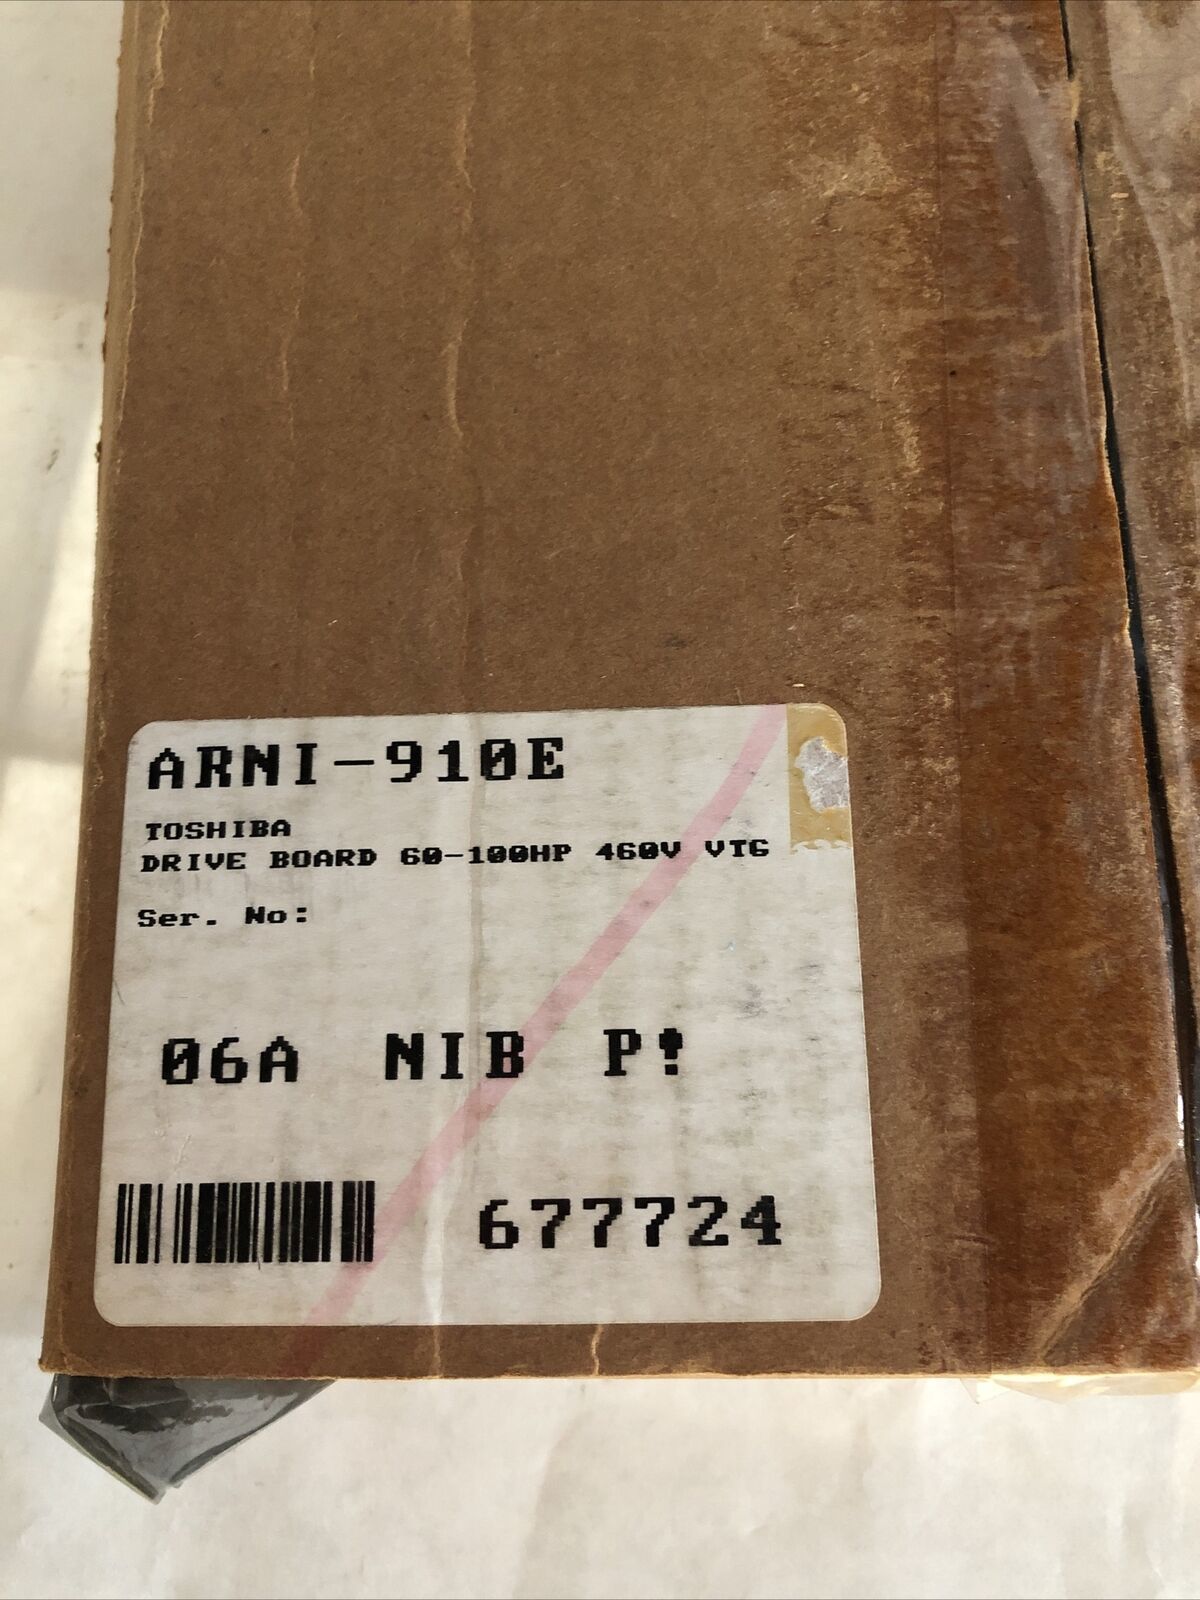 ARNI-910E
TOSHIBA
DRIVE BOARD 60-100HP 460V VTG
Ser. No:
06A NIB P!
677724